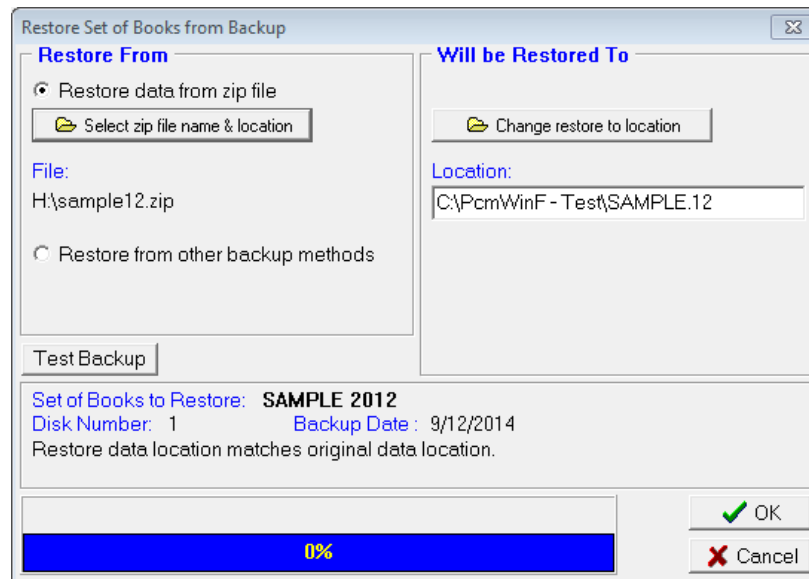 Restore Set of Books from Backup
Restore From
Restore data from zip file
Select zip file name & location
File:
H:\sample12.zip
Restore from other backup methods
Will be Restored To
Change restore to location
Location:
C:\PcmWinF - Test\SAMPLE.12
Test Backup
Set of Books to Restore: SAMPLE 2012
Disk Number: 1 Backup Date : 9/12/2014
Restore data location matches original data location.
0%
OK
Cancel